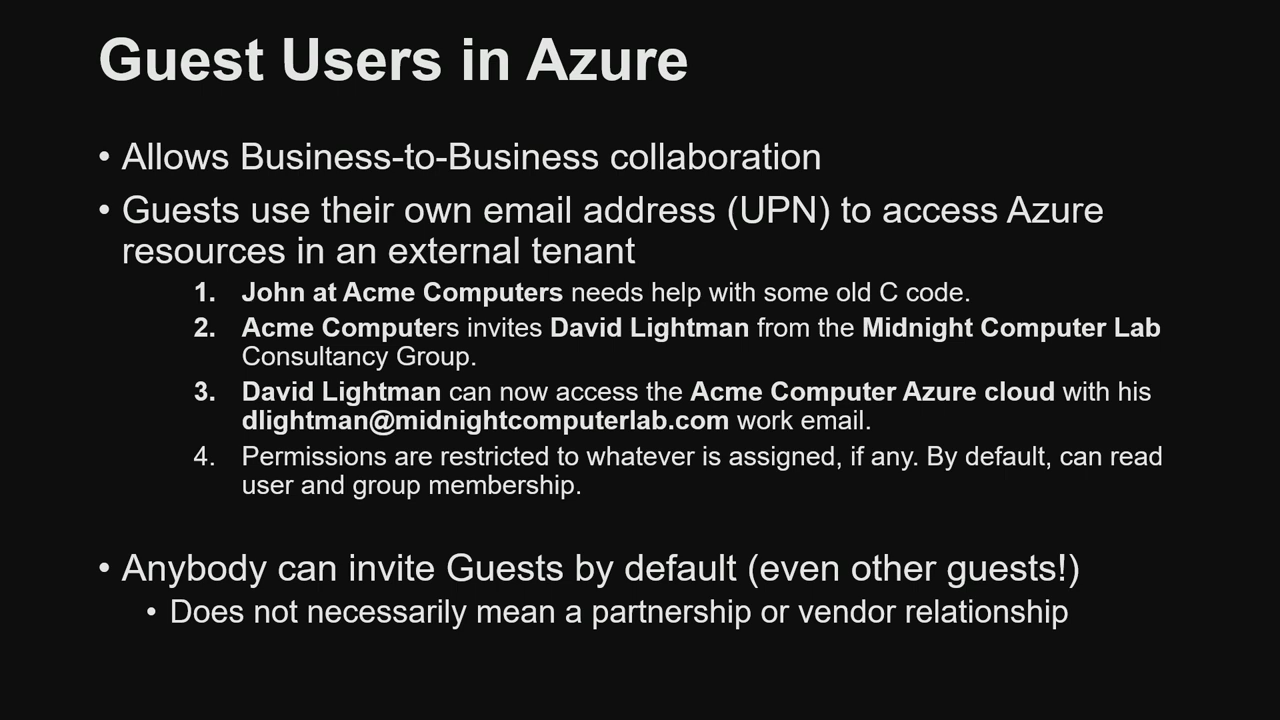 Guest Users in Azure
• Allows Business-to-Business collaboration
• Guests use their own email address (UPN) to access Azure
resources in an external tenant
1. John at Acme Computers needs help with some old C code.
2. Acme Computers invites David Lightman from the Midnight Computer Lab
Consultancy Group.
3. David Lightman can now access the Acme Computer Azure cloud with his
dlightman@midnightcomputerlab.com work email.
4. Permissions are restricted to whatever is assigned, if any. By default, can read
user and group membership.
• Anybody can invite Guests by default (even other guests!)
• Does not necessarily mean a partnership or vendor relationship